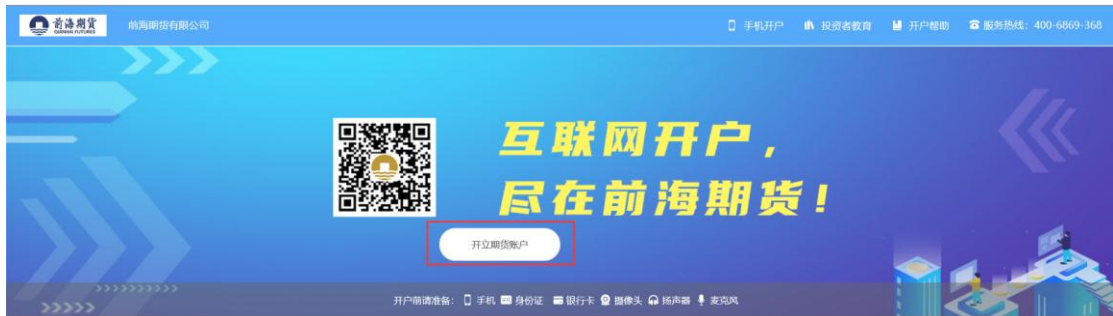 前海期货
QIANHAI FUTURES
前海期货有限公司
手机开户 投资者教育 开户帮助 服务热线：400-6869-368
互联网开户，
尽在前海期货！
开立期货账户
开户前请准备： 手机 身份证 银行卡 摄像头 扬声器 麦克风